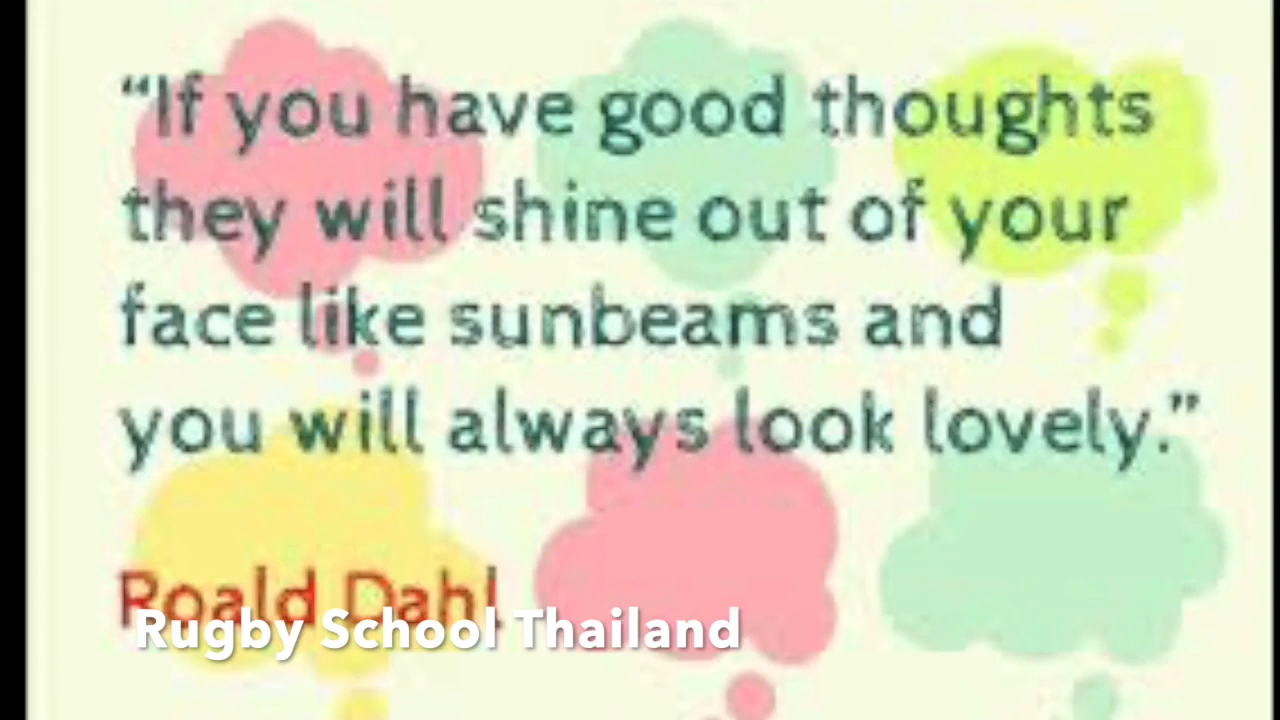 “If you have good thoughts
they will shine out of your
face like sunbeams and
you will always look lovely.”
Roald Dahl
Rugby School Thailand